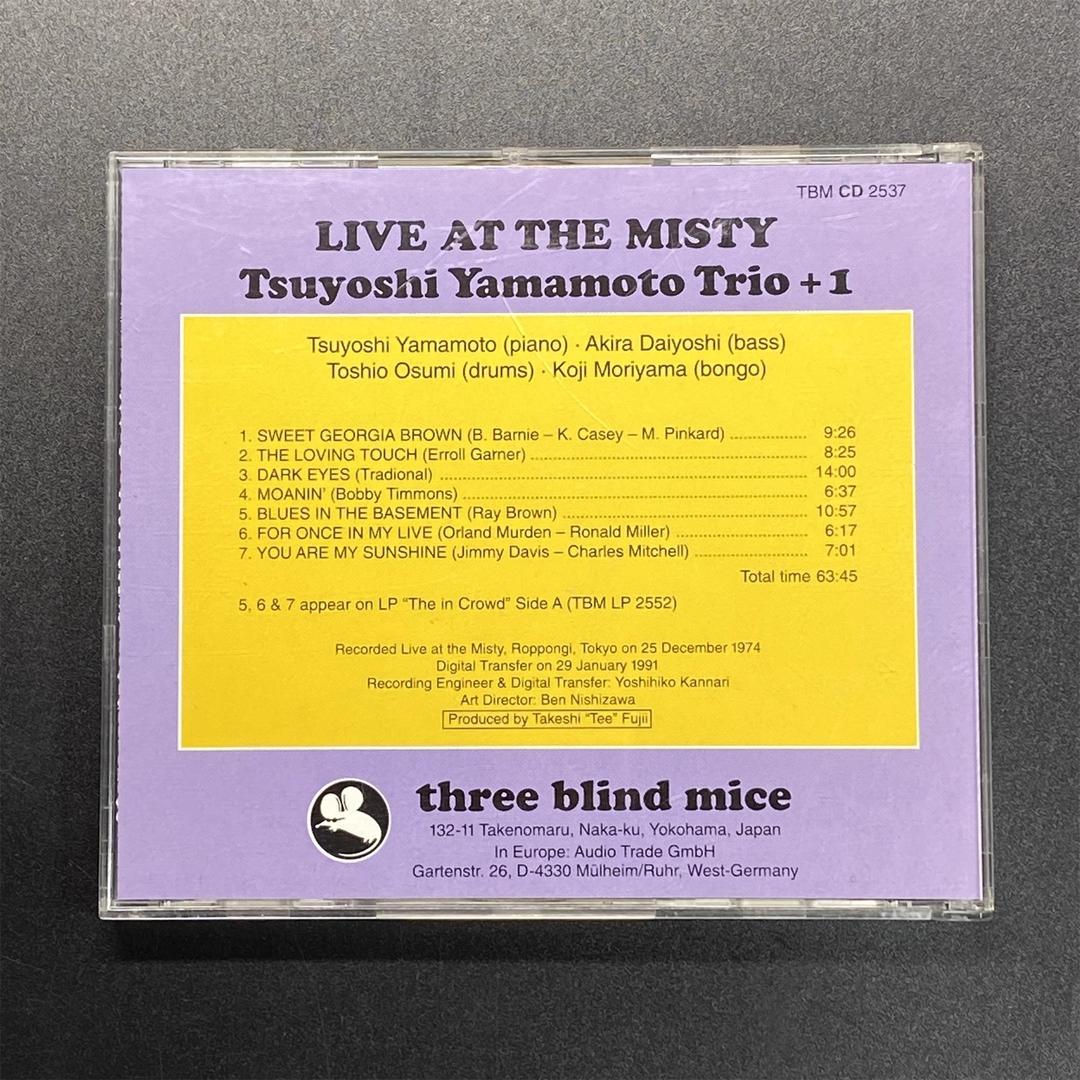 TBM CD 2537
LIVE AT THE MISTY
Tsuyoshi Yamamoto Trio + 1
Tsuyoshi Yamamoto (piano) · Akira Daiyoshi (bass)
Toshio Osumi (drums) · Koji Moriyama (bongo)
1. SWEET GEORGIA BROWN (B. Barnie – K. Casey – M. Pinkard) ........ 9:26
2. THE LOVING TOUCH (Erroll Garner) ........ 8:25
3. DARK EYES (Tradional) ........ 14:00
4. MOANIN' (Bobby Timmons) ........ 6:37
5. BLUES IN THE BASEMENT (Ray Brown) ........ 10:57
6. FOR ONCE IN MY LIVE (Orland Murden – Ronald Miller) ........ 6:17
7. YOU ARE MY SUNSHINE (Jimmy Davis – Charles Mitchell) ........ 7:01
Total time 63:45
5, 6 & 7 appear on LP “The in Crowd” Side A (TBM LP 2552)
Recorded Live at the Misty, Roppongi, Tokyo on 25 December 1974
Digital Transfer on 29 January 1991
Recording Engineer & Digital Transfer: Yoshihiko Kannari
Art Director: Ben Nishizawa
Produced by Takeshi “Tee” Fujii
three blind mice
132-11 Takenomaru, Naka-ku, Yokohama, Japan
In Europe: Audio Trade GmbH
Gartenstr. 26, D-4330 Mülheim/Ruhr, West-Germany